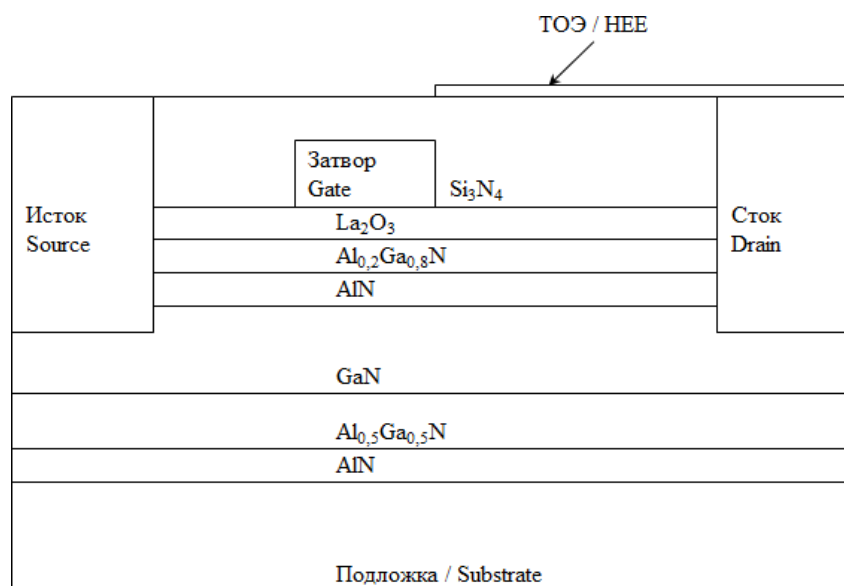 ТОЭ / HEE
Затвор
Gate
Si₃N₄
Исток
Source
Сток
Drain
La₂O₃
Al₀,₂Ga₀,₈N
AlN
GaN
Al₀,₅Ga₀,₅N
AlN
Подложка / Substrate